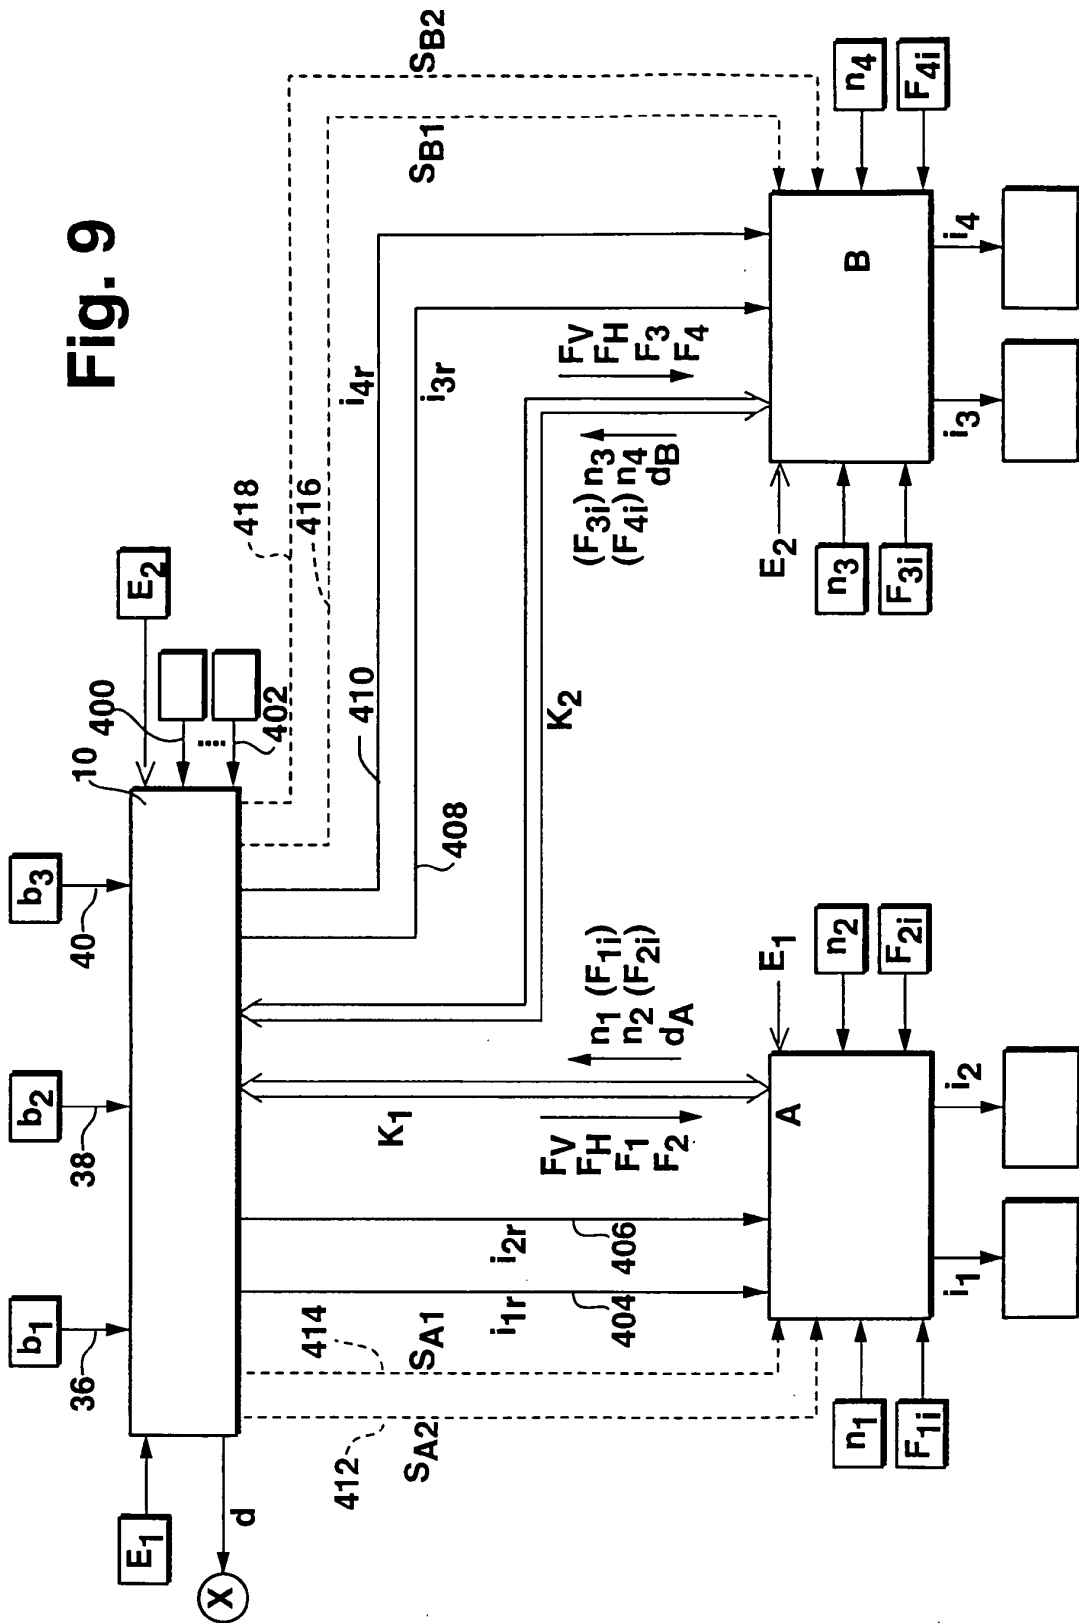 Fig. 9
b1
b2
b3
36
38
40
10
E1
E2
400
....
402
d
X
412
414
SA2
SA1
i1r
i2r
404
406
K1
FV
FH
F1
F2
n1 (F1i)
n2 (F2i)
dA
K2
408
410
416
418
i4r
i3r
SB1
SB2
(F3i) n3
(F4i) n4
dB
FV
FH
F3
F4
A
E1
n1
F1i
n2
F2i
i1
i2
B
E2
n3
F3i
n4
F4i
i3
i4